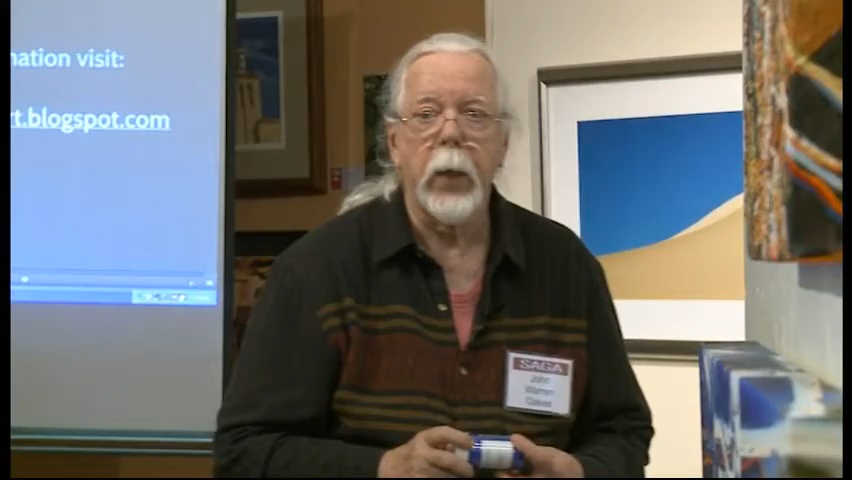 nation visit:
rt.blogspot.com
SAGA
John
Warren
Oakes